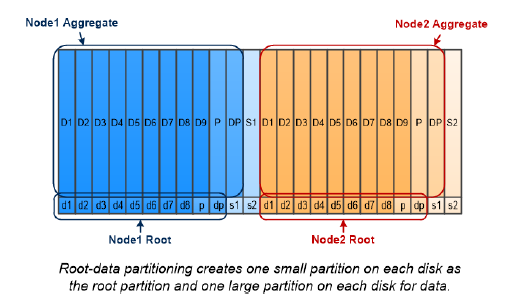 Node1 Aggregate
Node2 Aggregate
D1 D2 D3 D4 D5 D6 D7 D8 D9 P DP S1 D1 D2 D3 D4 D5 D6 D7 D8 D9 P DP S2
d1 d2 d3 d4 d5 d6 d7 d8 p dp s1 s2 d1 d2 d3 d4 d5 d6 d7 d8 p dp s1 s2
Node1 Root
Node2 Root
Root-data partitioning creates one small partition on each disk as
the root partition and one large partition on each disk for data.